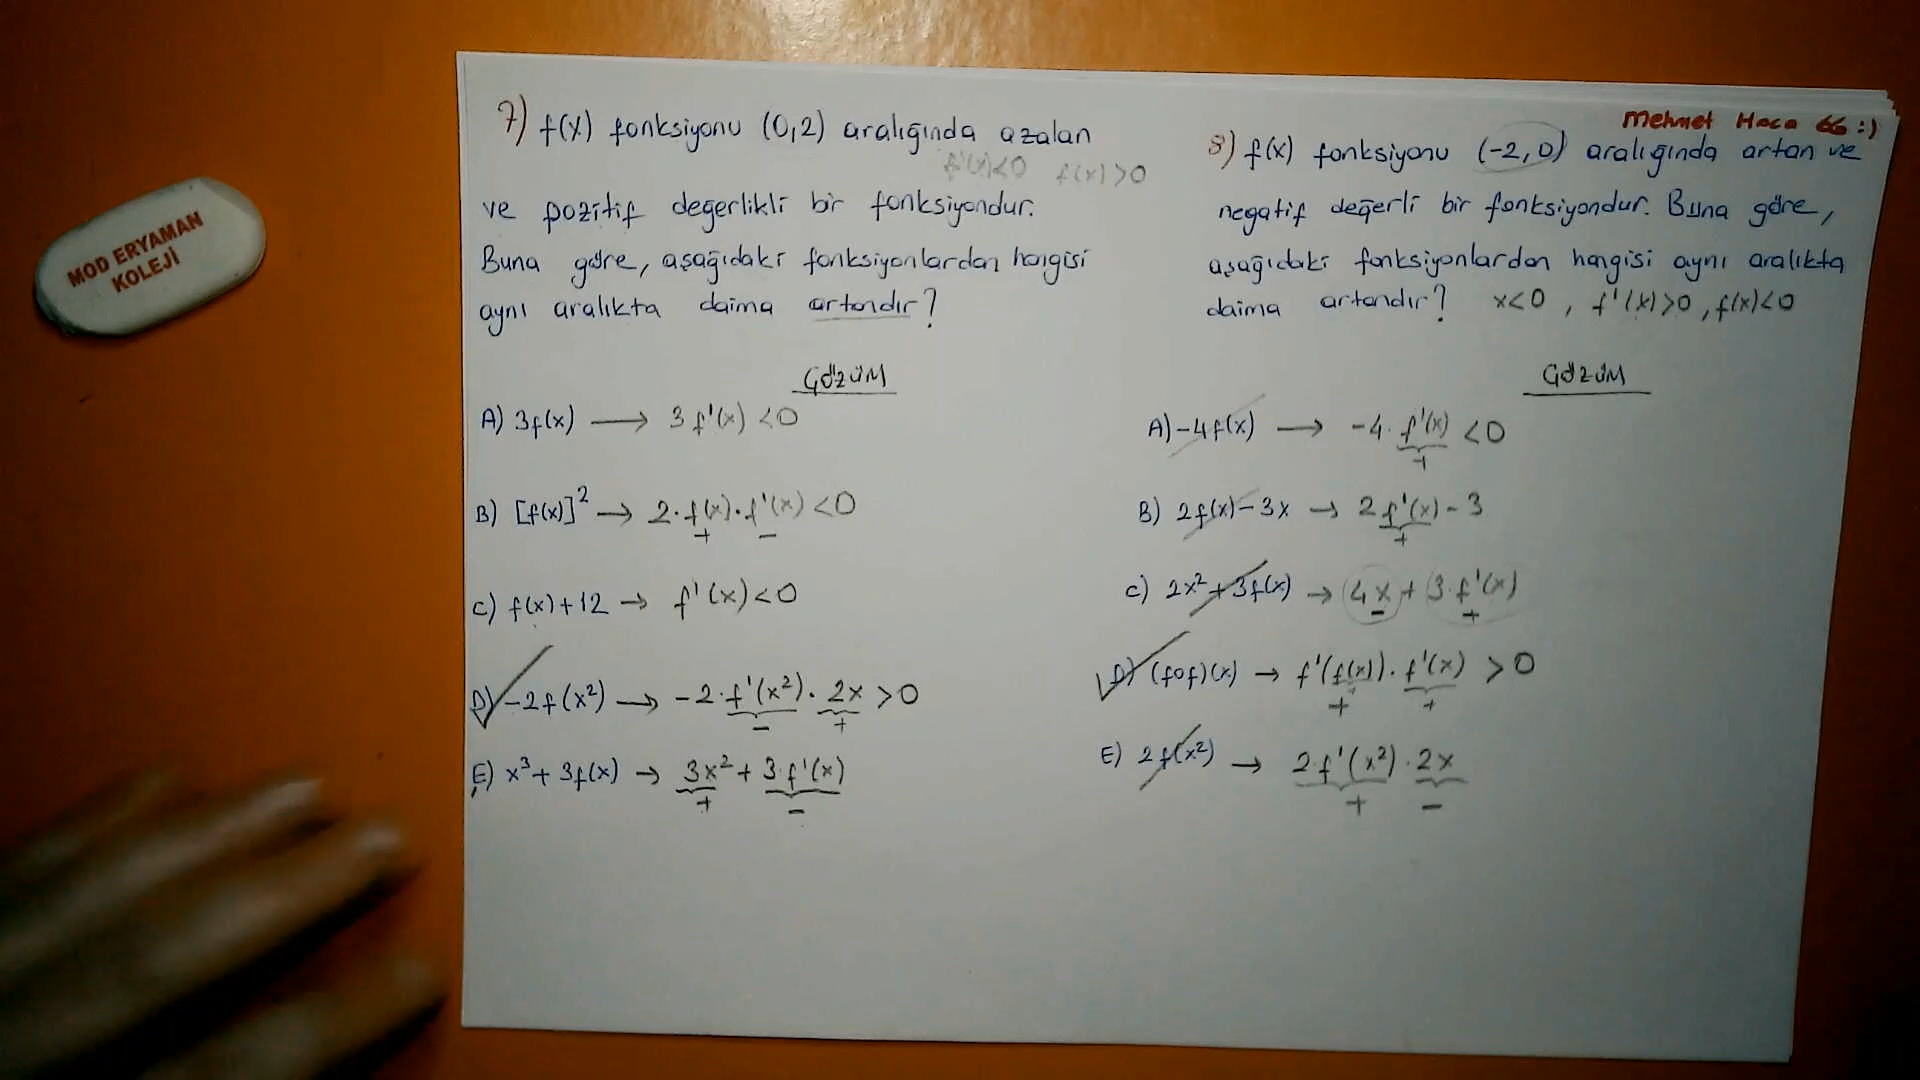 MOD ERYAMAN
KOLEJİ
7) f(x) fonksiyonu (0,2) aralığında azalan
f'(x)<0 f(x)>0
ve pozitif değerlikli bir fonksiyondur.
Buna göre, aşağıdaki fonksiyonlardan hangisi
aynı aralıkta daima artandır?
ÇÖZÜM
A) 3f(x) → 3f'(x) <0
B) [f(x)]² → 2·f(x)·f'(x) <0
+ −
C) f(x)+12 → f'(x)<0
D) -2f(x²) → -2·f'(x²)·2x >0
− +
E) x³+3f(x) → 3x²+3·f'(x)
+ −
Mehmet Hoca 66 :)
8) f(x) fonksiyonu (-2,0) aralığında artan ve
negatif değerli bir fonksiyondur. Buna göre,
aşağıdaki fonksiyonlardan hangisi aynı aralıkta
daima artandır? x<0 , f'(x)>0 , f(x)<0
ÇÖZÜM
A) -4f(x) → -4·f'(x) <0
+
B) 2f(x)-3x → 2f'(x)-3
+
C) 2x²+3f(x) → 4x+3·f'(x)
− +
D) (fof)(x) → f'(f(x))·f'(x) >0
+ +
E) 2f(x²) → 2f'(x²)·2x
+ −